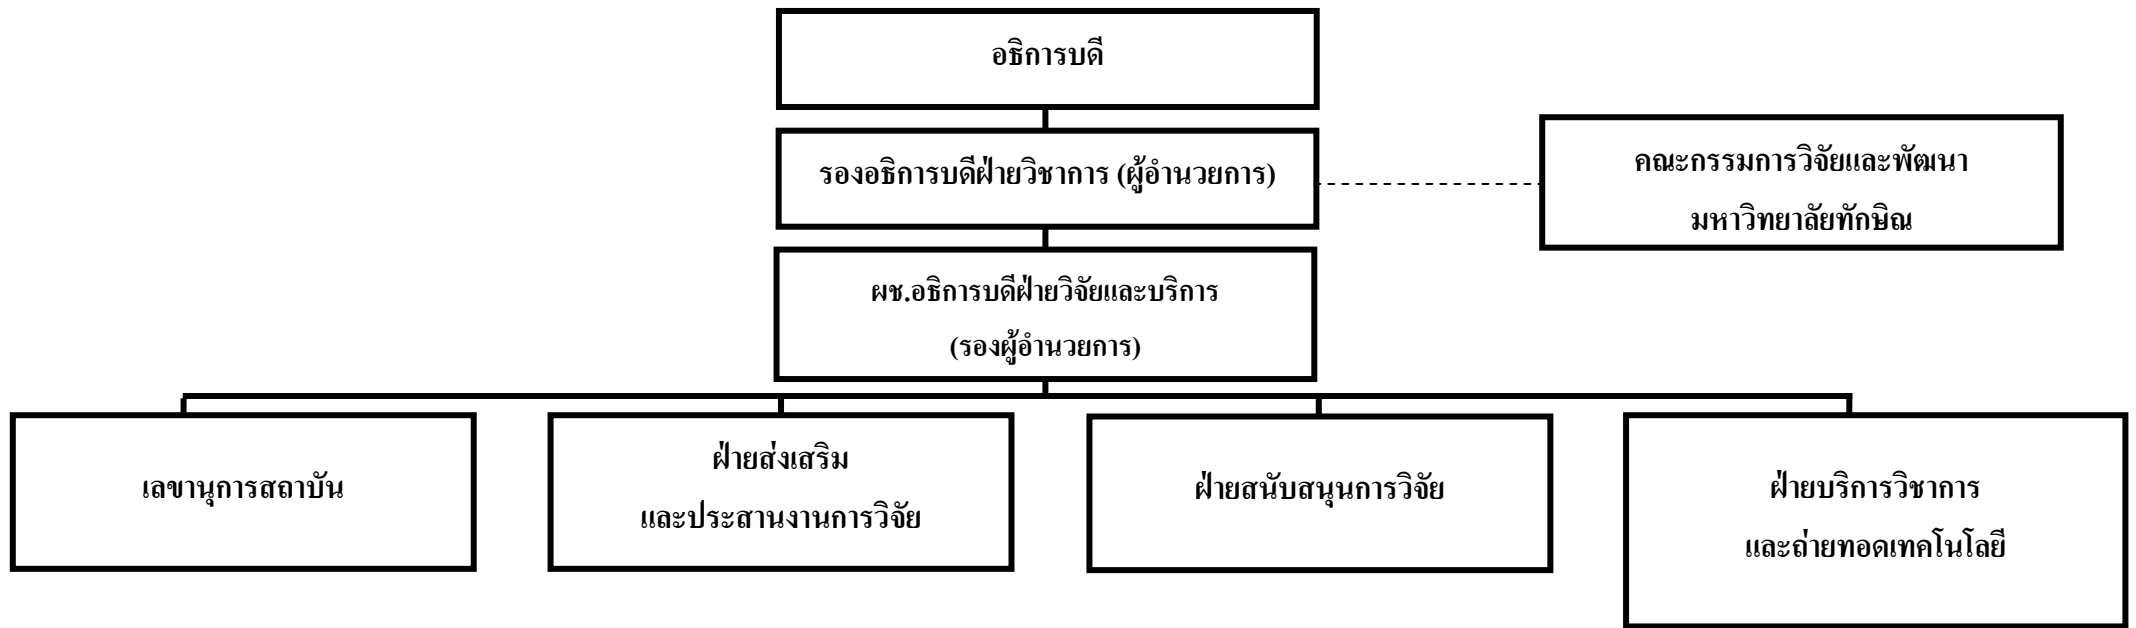 อธิการบดี
รองอธิการบดีฝ่ายวิชาการ (ผู้อำนวยการ)
คณะกรรมการวิจัยและพัฒนา
มหาวิทยาลัยทักษิณ
ผช.อธิการบดีฝ่ายวิจัยและบริการ
(รองผู้อำนวยการ)
เลขานุการสถาบัน
ฝ่ายส่งเสริม
และประสานงานการวิจัย
ฝ่ายสนับสนุนการวิจัย
ฝ่ายบริการวิชาการ
และถ่ายทอดเทคโนโลยี